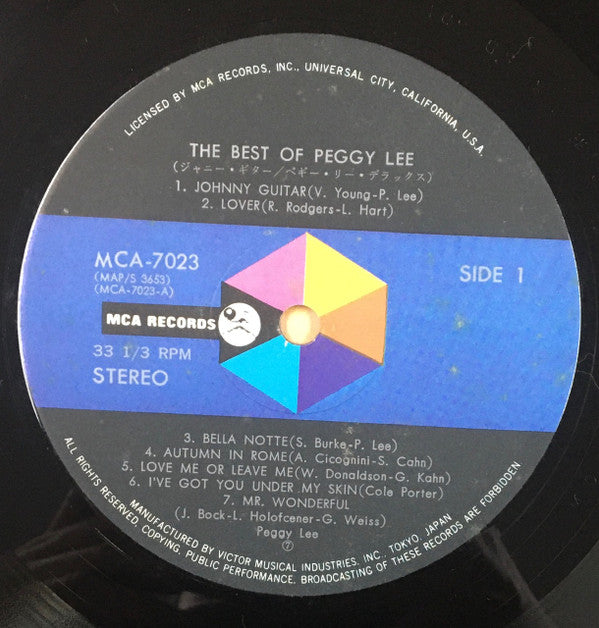 LICENSED BY MCA RECORDS, INC., UNIVERSAL CITY, CALIFORNIA, U.S.A.
THE BEST OF PEGGY LEE
(ジャニー・ギター/ペギー・リー・デラックス)
1. JOHNNY GUITAR(V. Young-P. Lee)
2. LOVER(R. Rodgers-L. Hart)
MCA-7023
(MAP/S 3653)
(MCA-7023-A)
SIDE 1
MCA RECORDS
33 1/3 RPM
STEREO
3. BELLA NOTTE(S. Burke-P. Lee)
4. AUTUMN IN ROME(A. Cicognini-S. Cahn)
5. LOVE ME OR LEAVE ME(W. Donaldson-G. Kahn)
6. I'VE GOT YOU UNDER MY SKIN(Cole Porter)
7. MR. WONDERFUL
(J. Bock-L. Holofcener-G. Weiss)
Peggy Lee
MANUFACTURED BY VICTOR MUSICAL INDUSTRIES, INC., TOKYO, JAPAN
ALL RIGHTS RESERVED. COPYING, PUBLIC PERFORMANCE. BROADCASTING OF THESE RECORDS ARE FORBIDDEN